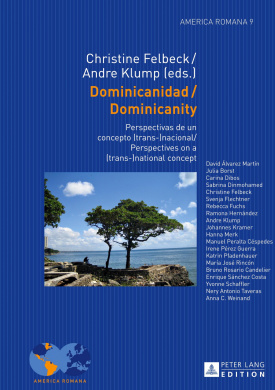 AMERICA ROMANA 9
Christine Felbeck /
Andre Klump (eds.)
Dominicanidad /
Dominicanity
Perspectivas de un
concepto (trans-)nacional/
Perspectives on a
(trans-)national concept
David Álvarez Martín
Julia Borst
Carina Dibos
Sabrina Dinmohamed
Christine Felbeck
Svenja Flechtner
Rebecca Fuchs
Ramona Hernández
Andre Klump
Johannes Kramer
Hanna Merk
Manuel Peralta Céspedes
Irene Pérez Guerra
Katrin Pfadenhauer
María José Rincón
Bruno Rosario Candelier
Enrique Sánchez Costa
Yvonne Schaffler
Nery Antonio Taveras
Anna C. Weinand
AMERICA ROMANA
PETER LANG
EDITION